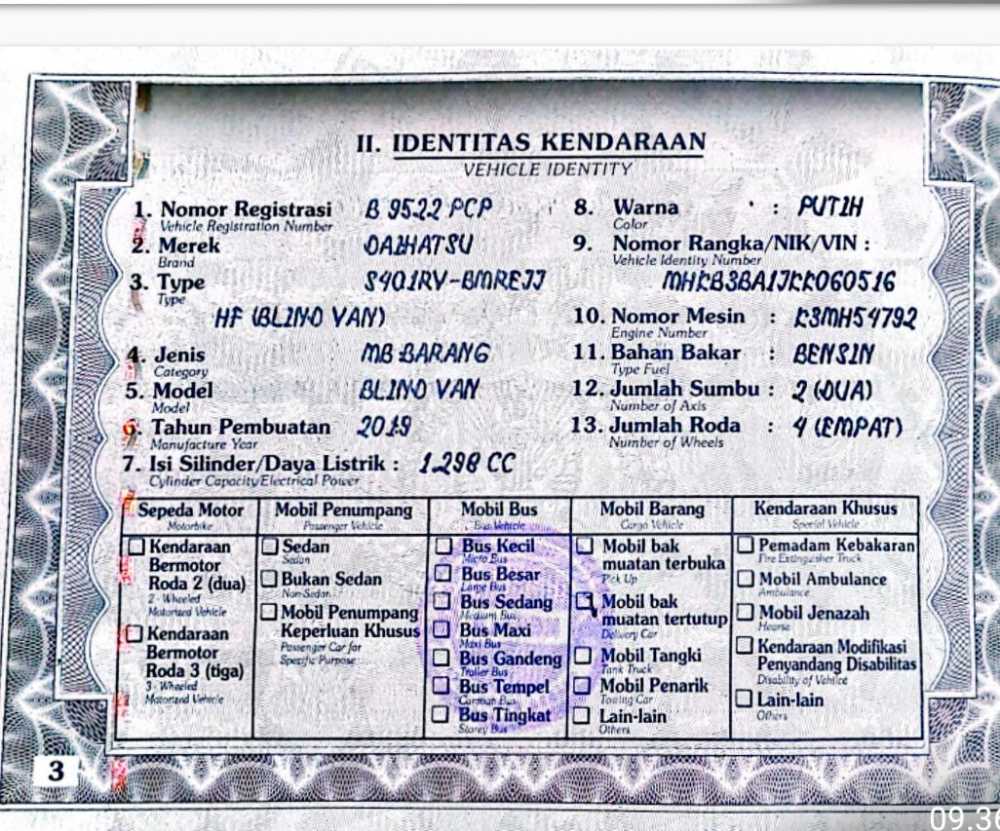 II. IDENTITAS KENDARAAN
VEHICLE IDENTITY
1. Nomor Registrasi B 9522 PCP
Vehicle Registration Number
2. Merek DAIHATSU
Brand
3. Type S401RV-BMREJJ
Type
HF (BLIND VAN)
4. Jenis MB BARANG
Category
5. Model BLIND VAN
Model
6. Tahun Pembuatan 2019
Manufacture Year
7. Isi Silinder/Daya Listrik : 1.298 CC
Cylinder Capacity/Electrical Power
8. Warna : PUTIH
Color
9. Nomor Rangka/NIK/VIN :
Vehicle Identity Number
MHKB3BA1JKK060516
10. Nomor Mesin : K3MH54792
Engine Number
11. Bahan Bakar : BENSIN
Type Fuel
12. Jumlah Sumbu : 2 (DUA)
Number of Axis
13. Jumlah Roda : 4 (EMPAT)
Number of Wheels
Sepeda Motor
Motorbike
Kendaraan
Bermotor
Roda 2 (dua)
2 - Wheeled
Motorized Vehicle
Kendaraan
Bermotor
Roda 3 (tiga)
3 - Wheeled
Motorized Vehicle
Mobil Penumpang
Passenger Vehicle
Sedan
Sedan
Bukan Sedan
Non-Sedan
Mobil Penumpang
Keperluan Khusus
Passenger Car for
Specific Purpose
Mobil Bus
Bus Vehicle
Bus Kecil
Micro Bus
Bus Besar
Large Bus
Bus Sedang
Medium Bus
Bus Maxi
Maxi Bus
Bus Gandeng
Trailer Bus
Bus Tempel
Bus
Bus Tingkat
Storey Bus
Mobil Barang
Cargo Vehicle
Mobil bak
muatan terbuka
Pick Up
Mobil bak
muatan tertutup
Delivery Car
Mobil Tangki
Tank Truck
Mobil Penarik
Towing Car
Lain-lain
Others
Kendaraan Khusus
Special Vehicle
Pemadam Kebakaran
Fire Extinguisher Truck
Mobil Ambulance
Ambulance
Mobil Jenazah
Hearse
Kendaraan Modifikasi
Penyandang Disabilitas
Disability of Vehicle
Lain-lain
Others
3